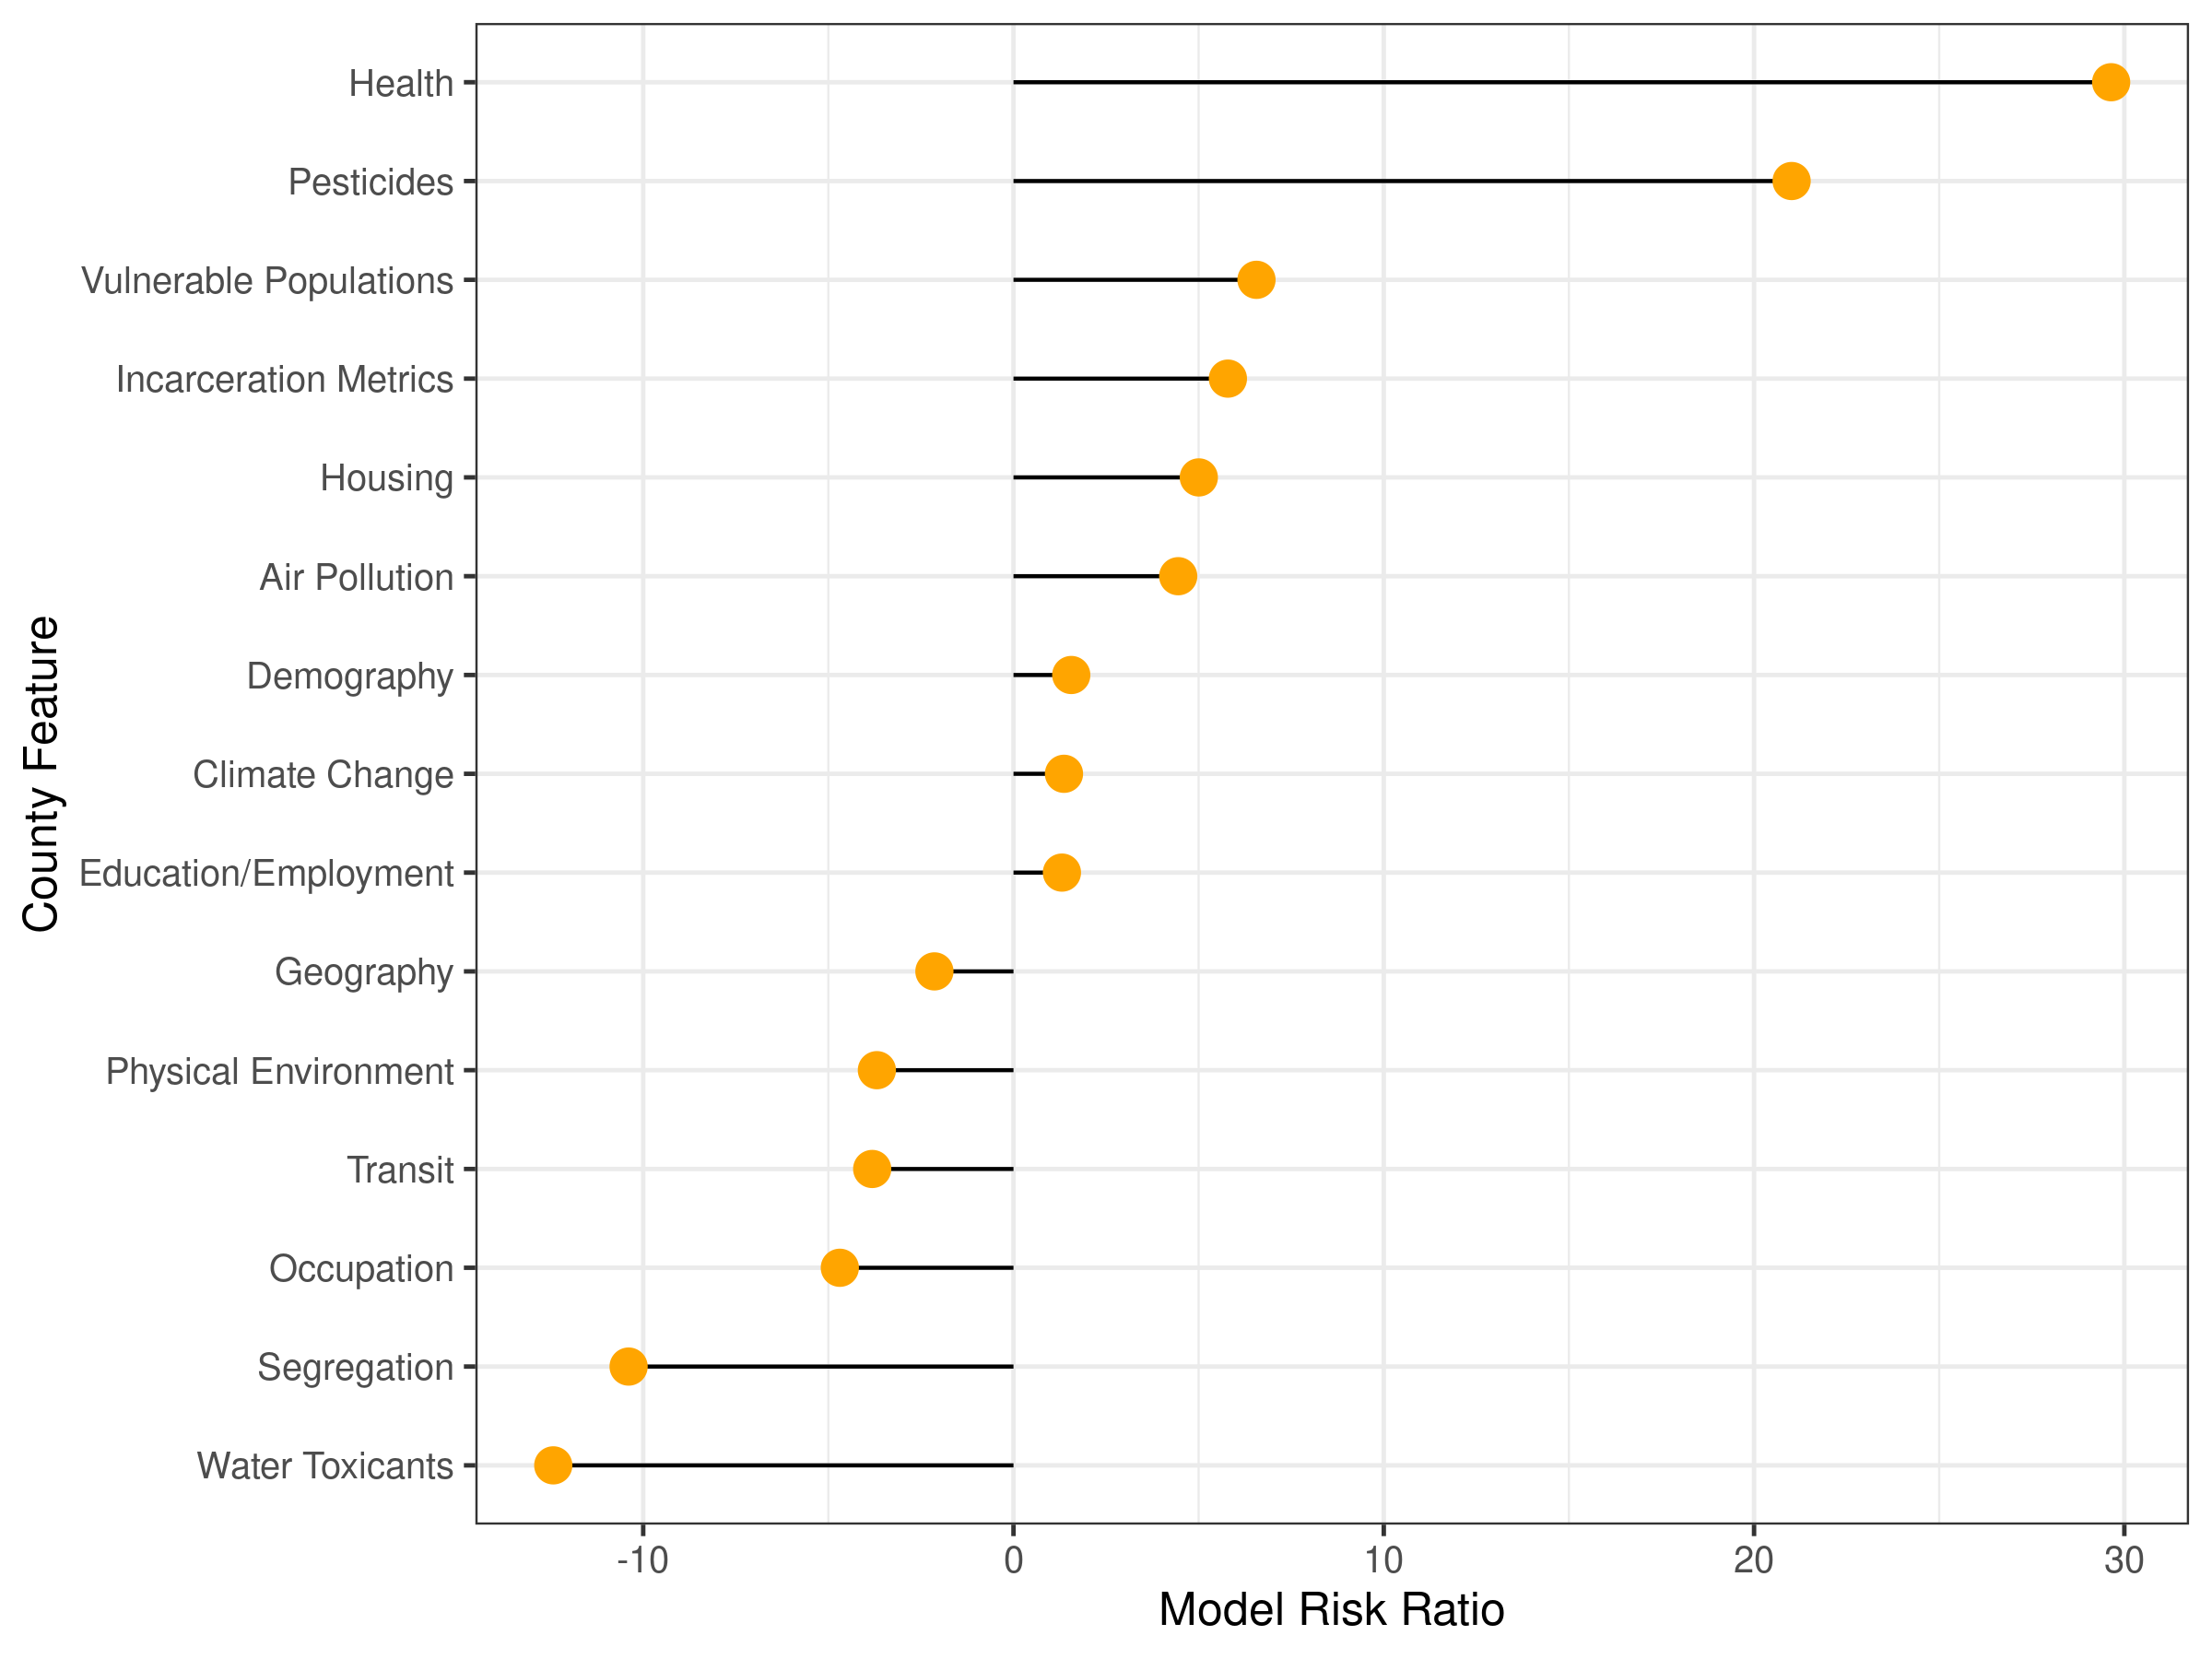 Health
Pesticides
Vulnerable Populations
Incarceration Metrics
Housing
Air Pollution
Demography
Climate Change
Education/Employment
Geography
Physical Environment
Transit
Occupation
Segregation
Water Toxicants
County Feature
-10 0 10 20 30
Model Risk Ratio